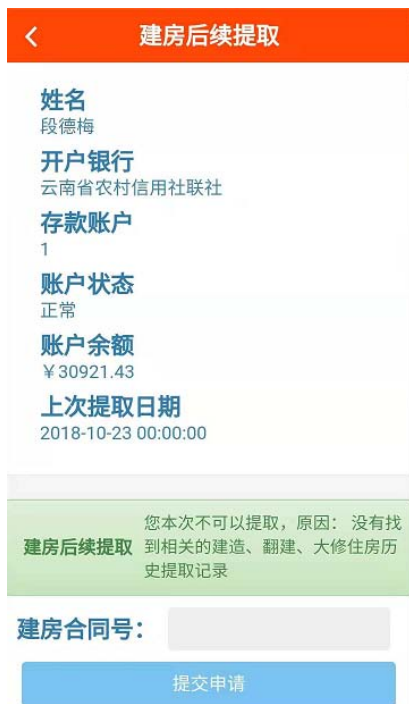 建房后续提取
姓名
段德梅
开户银行
云南省农村信用社联社
存款账户
1
账户状态
正常
账户余额
￥30921.43
上次提取日期
2018-10-23 00:00:00
建房后续提取
您本次不可以提取，原因： 没有找
到相关的建造、翻建、大修住房历
史提取记录
建房合同号：
提交申请